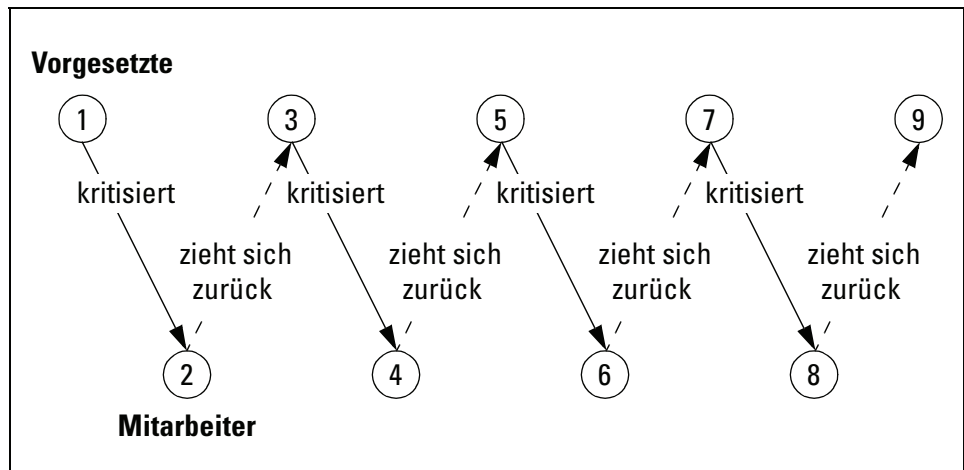 Vorgesetzte
1 3 5 7 9
kritisiert kritisiert kritisiert kritisiert
zieht sich zieht sich zieht sich zieht sich
zurück zurück zurück zurück
2 4 6 8
Mitarbeiter